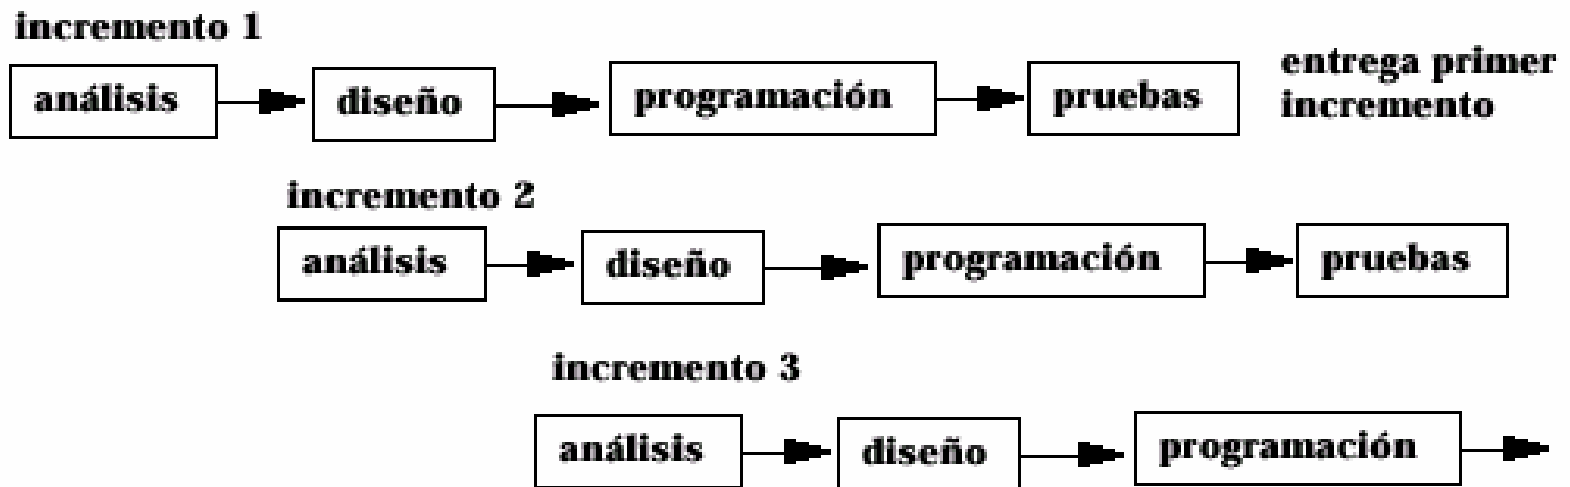 incremento 1
análisis
diseño
programación
pruebas
entrega primer
incremento
incremento 2
análisis
diseño
programación
pruebas
incremento 3
análisis
diseño
programación